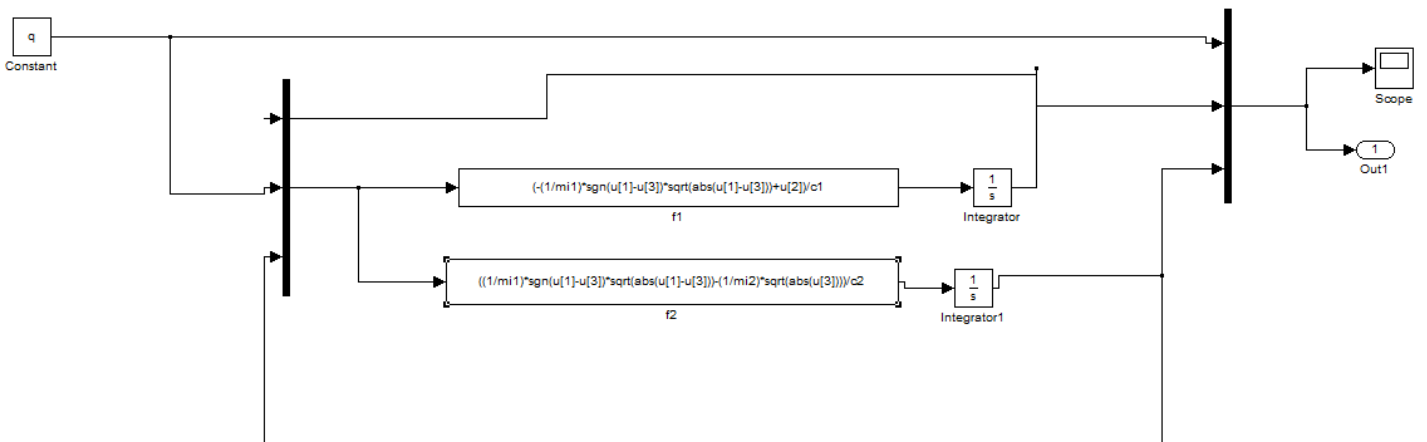 q
Constant
Scope
1
Out1
(-(1/mi1)*sgn(u[1]-u[3])*sqrt(abs(u[1]-u[3]))+u[2])/c1
f1
1
s
Integrator
((1/mi1)*sgn(u[1]-u[3])*sqrt(abs(u[1]-u[3]))-(1/mi2)*sqrt(abs(u[3])))/c2
f2
1
s
Integrator1